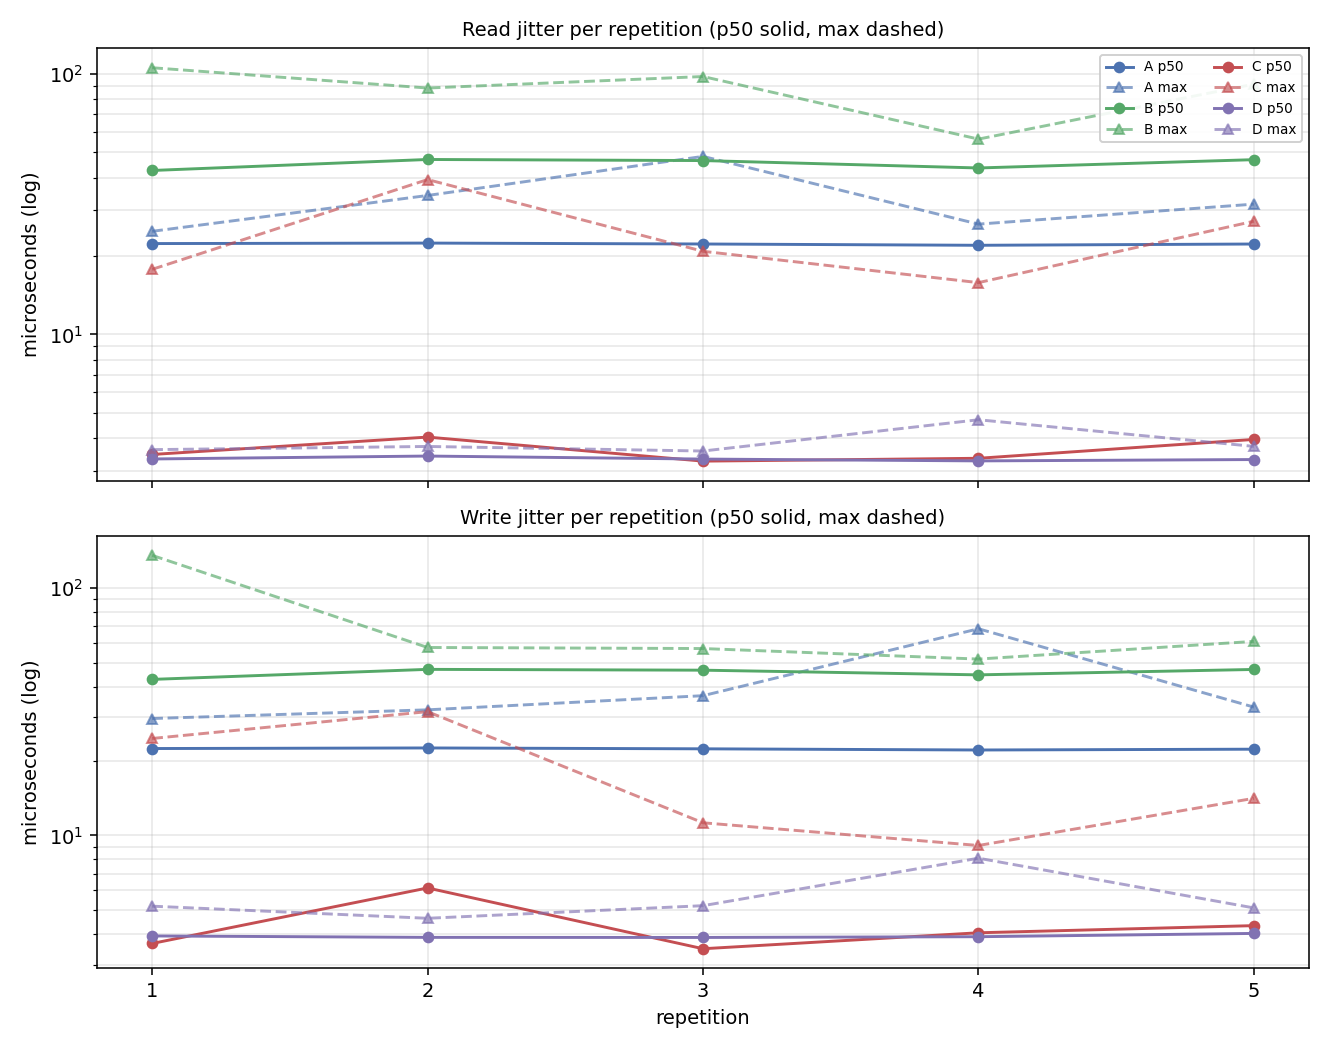 Read jitter per repetition (p50 solid, max dashed)
microseconds (log)
10²
10¹
A p50
A max
B p50
B max
C p50
C max
D p50
D max
Write jitter per repetition (p50 solid, max dashed)
microseconds (log)
10²
10¹
1 2 3 4 5
repetition